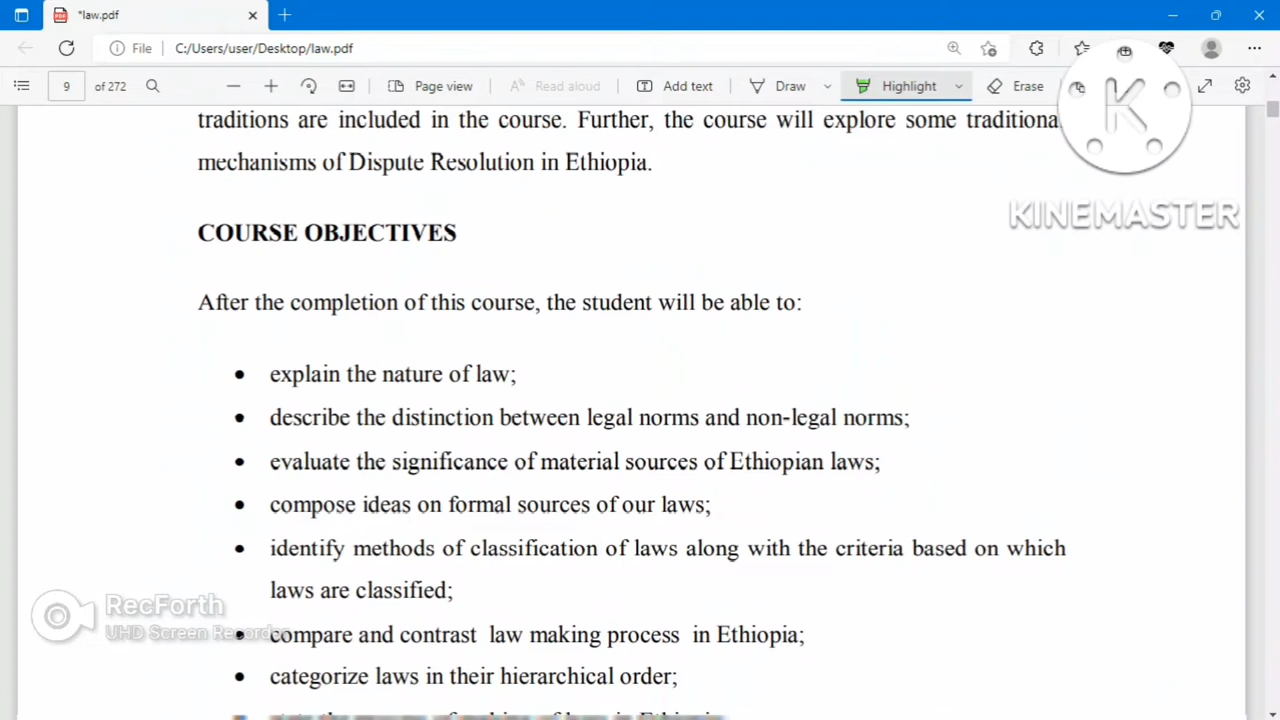 *law.pdf
File
C:/Users/user/Desktop/law.pdf
9 of 272
Page view
Read aloud
Add text
Draw
Highlight
Erase
traditions are included in the course. Further, the course will explore some traditiona
mechanisms of Dispute Resolution in Ethiopia.
KINEMASTER
COURSE OBJECTIVES
After the completion of this course, the student will be able to:
• explain the nature of law;
• describe the distinction between legal norms and non-legal norms;
• evaluate the significance of material sources of Ethiopian laws;
• compose ideas on formal sources of our laws;
• identify methods of classification of laws along with the criteria based on which
laws are classified;
RecForth
UHD Screen Recorder
• compare and contrast law making process in Ethiopia;
• categorize laws in their hierarchical order;